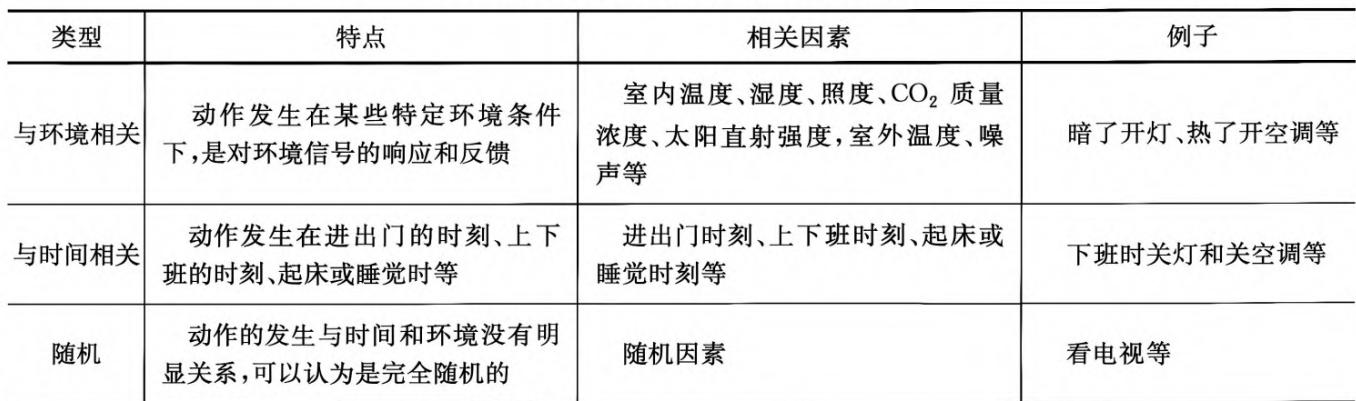 类型 特点 相关因素 例子
与环境相关
动作发生在某些特定环境条件
下,是对环境信号的响应和反馈
室内温度、湿度、照度、CO₂ 质量
浓度、太阳直射强度,室外温度、噪
声等
暗了开灯、热了开空调等
与时间相关
动作发生在进出门的时刻、上下
班的时刻、起床或睡觉时等
进出门时刻、上下班时刻、起床或
睡觉时刻等
下班时关灯和关空调等
随机
动作的发生与时间和环境没有明
显关系,可以认为是完全随机的
随机因素
看电视等